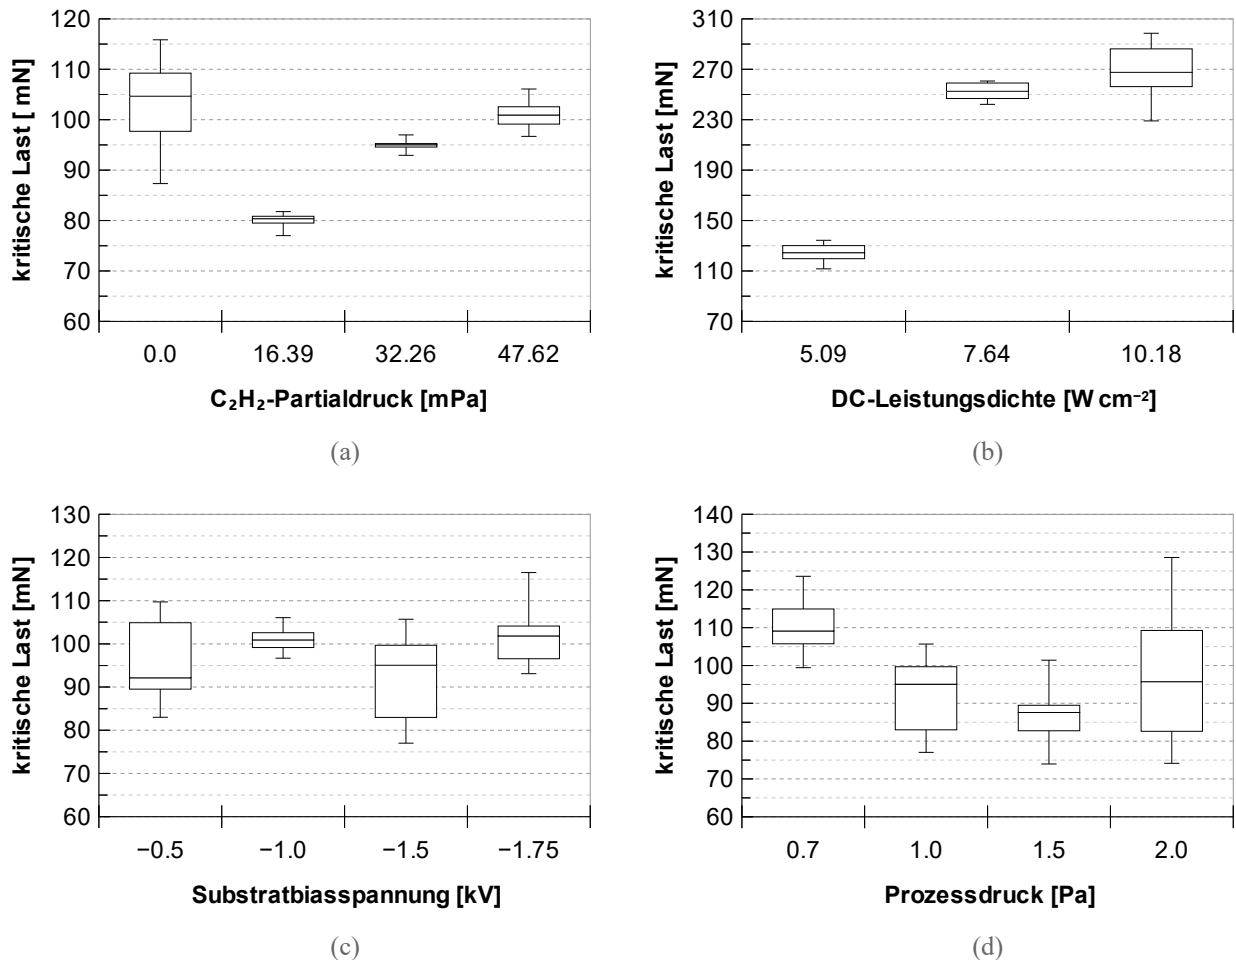 120
110
100
90
80
70
60
kritische Last [ mN]
0.0 16.39 32.26 47.62
C₂H₂-Partialdruck [mPa]
(a)
310
270
230
190
150
110
70
kritische Last [mN]
5.09 7.64 10.18
DC-Leistungsdichte [W cm⁻²]
(b)
130
120
110
100
90
80
70
60
kritische Last [mN]
−0.5 −1.0 −1.5 −1.75
Substratbiasspannung [kV]
(c)
140
130
120
110
100
90
80
70
60
kritische Last [mN]
0.7 1.0 1.5 2.0
Prozessdruck [Pa]
(d)